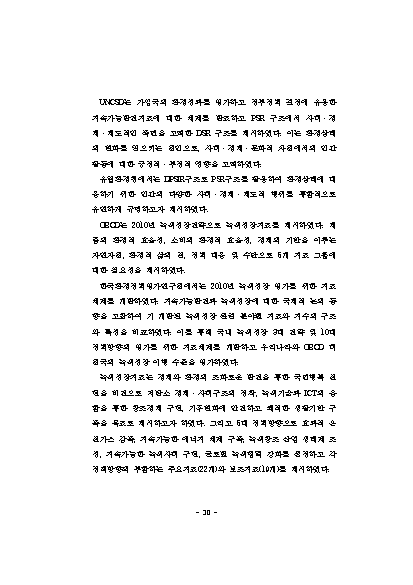 UNCSD는 가입국의 환경성과를 평가하고 정부정책 결정에 유용한
지속가능발전지표에 대한 체계를 활용하고 PSR 구조에서 사회·경
제·제도적인 측면을 고려한 DSR 구조를 제시하였다. 이는 환경상태
의 변화를 일으키는 원인으로, 사회·경제·문화적 차원에서의 인간
활동에 대한 긍정적·부정적 영향을 고려하였다.
유럽환경청에서는 DPSIR구조로 PSR구조를 활용하여 환경상태에 대
응하기 위한 인간의 다양한 사회·경제·제도적 행위를 통합적으로
유연하게 규명하고자 제시하였다.
OECD는 2010년 녹색성장전략으로 녹색성장지표를 제시하였다. 제
품의 환경적 효율성, 소비의 환경적 효율성, 경제의 기반을 이루는
자연자원, 환경적 삶의 질, 정책 대응 및 수단으로 5개 지표 그룹에
대한 필요성을 제시하였다.
한국환경정책평가연구원에서는 2010년 녹색성장 평가를 위한 지표
체계를 개발하였다. 지속가능발전과 녹색성장에 대한 국제적 논의 동
향을 고찰하여 기 개발된 녹색성장 관련 분야별 지표와 지수의 구조
와 특성을 비교하였다. 이를 통해 국내 녹색성장 3대 전략 및 10대
정책방향의 평가를 위한 지표체계를 개발하고 우리나라와 OECD 회
원국의 녹색성장 이행 수준을 평가하였다.
녹색성장지표는 경제와 환경의 조화로운 발전을 통한 국민행복 실
현을 비전으로 저탄소 경제·사회구조의 정착, 녹색기술과 ICT의 융
합을 통한 창조경제 구현, 기후변화에 안전하고 쾌적한 생활기반 구
축을 목표로 제시하고자 하였다. 그리고 5대 정책방향으로 효과적 온
실가스 감축, 지속가능한 에너지 체계 구축, 녹색창조 산업 생태계 조
성, 지속가능한 녹색사회 구현, 글로벌 녹색협력 강화를 선정하고 각
정책방향에 부합하는 주요지표(22개)와 보조지표(19개)를 제시하였다.
- 30 -